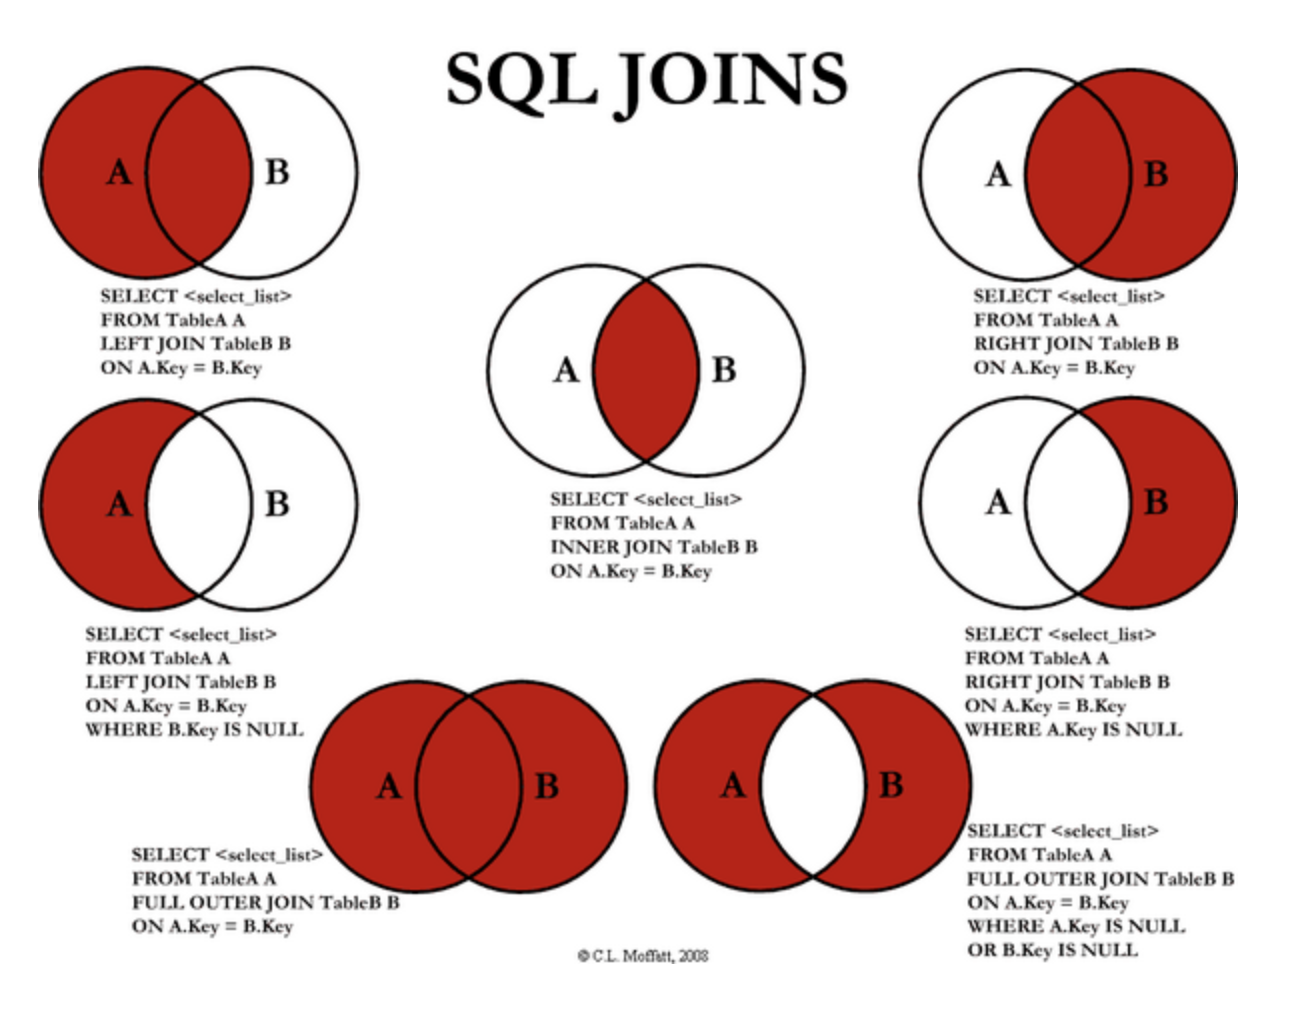 SQL JOINS
A B
SELECT <select_list>
FROM TableA A
LEFT JOIN TableB B
ON A.Key = B.Key
A B
SELECT <select_list>
FROM TableA A
RIGHT JOIN TableB B
ON A.Key = B.Key
A B
SELECT <select_list>
FROM TableA A
INNER JOIN TableB B
ON A.Key = B.Key
A B
SELECT <select_list>
FROM TableA A
LEFT JOIN TableB B
ON A.Key = B.Key
WHERE B.Key IS NULL
A B
SELECT <select_list>
FROM TableA A
RIGHT JOIN TableB B
ON A.Key = B.Key
WHERE A.Key IS NULL
A B
SELECT <select_list>
FROM TableA A
FULL OUTER JOIN TableB B
ON A.Key = B.Key
A B
SELECT <select_list>
FROM TableA A
FULL OUTER JOIN TableB B
ON A.Key = B.Key
WHERE A.Key IS NULL
OR B.Key IS NULL
© C.L. Moffatt, 2008